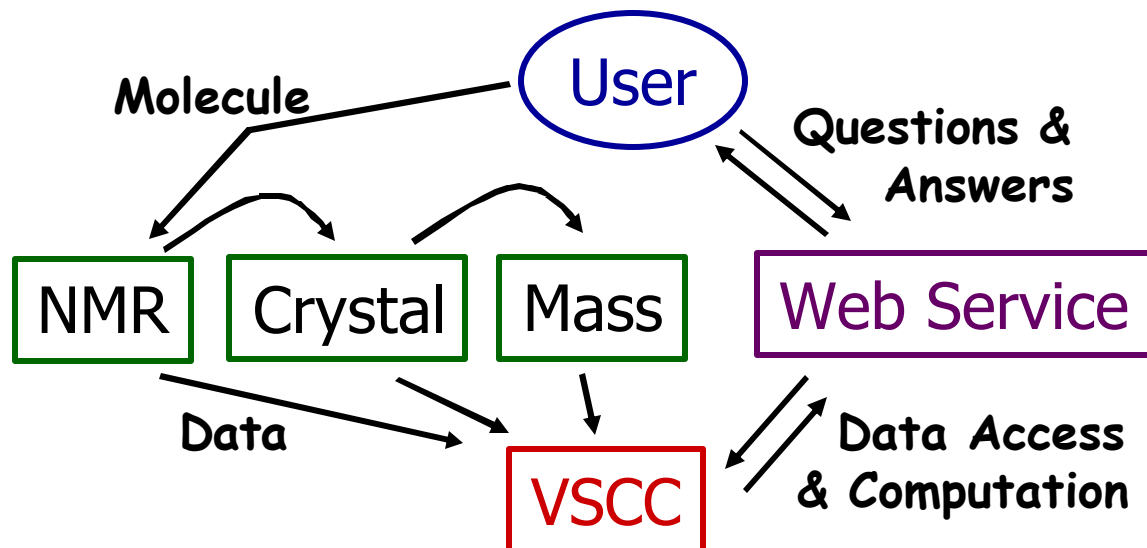 User
Molecule
Questions &
Answers
NMR
Crystal
Mass
Web Service
Data
VSCC
Data Access
& Computation